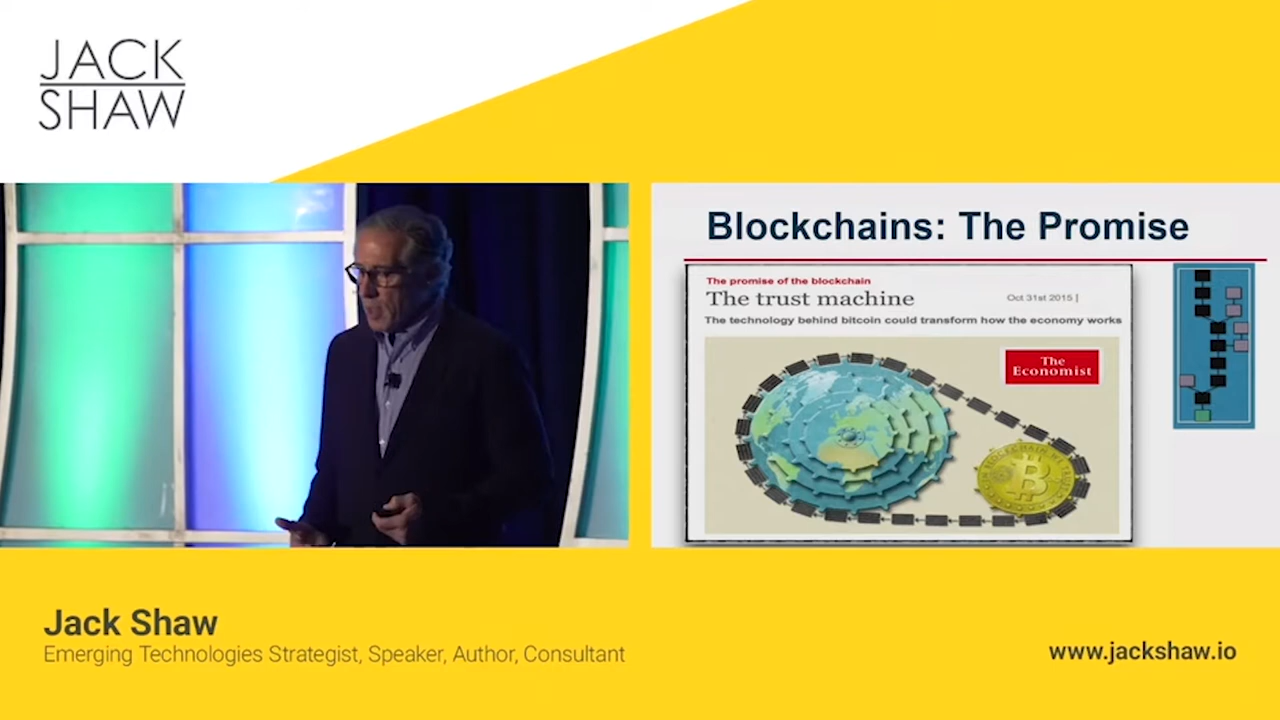 JACK
SHAW
Blockchains: The Promise
The promise of the blockchain
The trust machine
Oct 31st 2015 |
The technology behind bitcoin could transform how the economy works
The
Economist
B
Jack Shaw
Emerging Technologies Strategist, Speaker, Author, Consultant
www.jackshaw.io